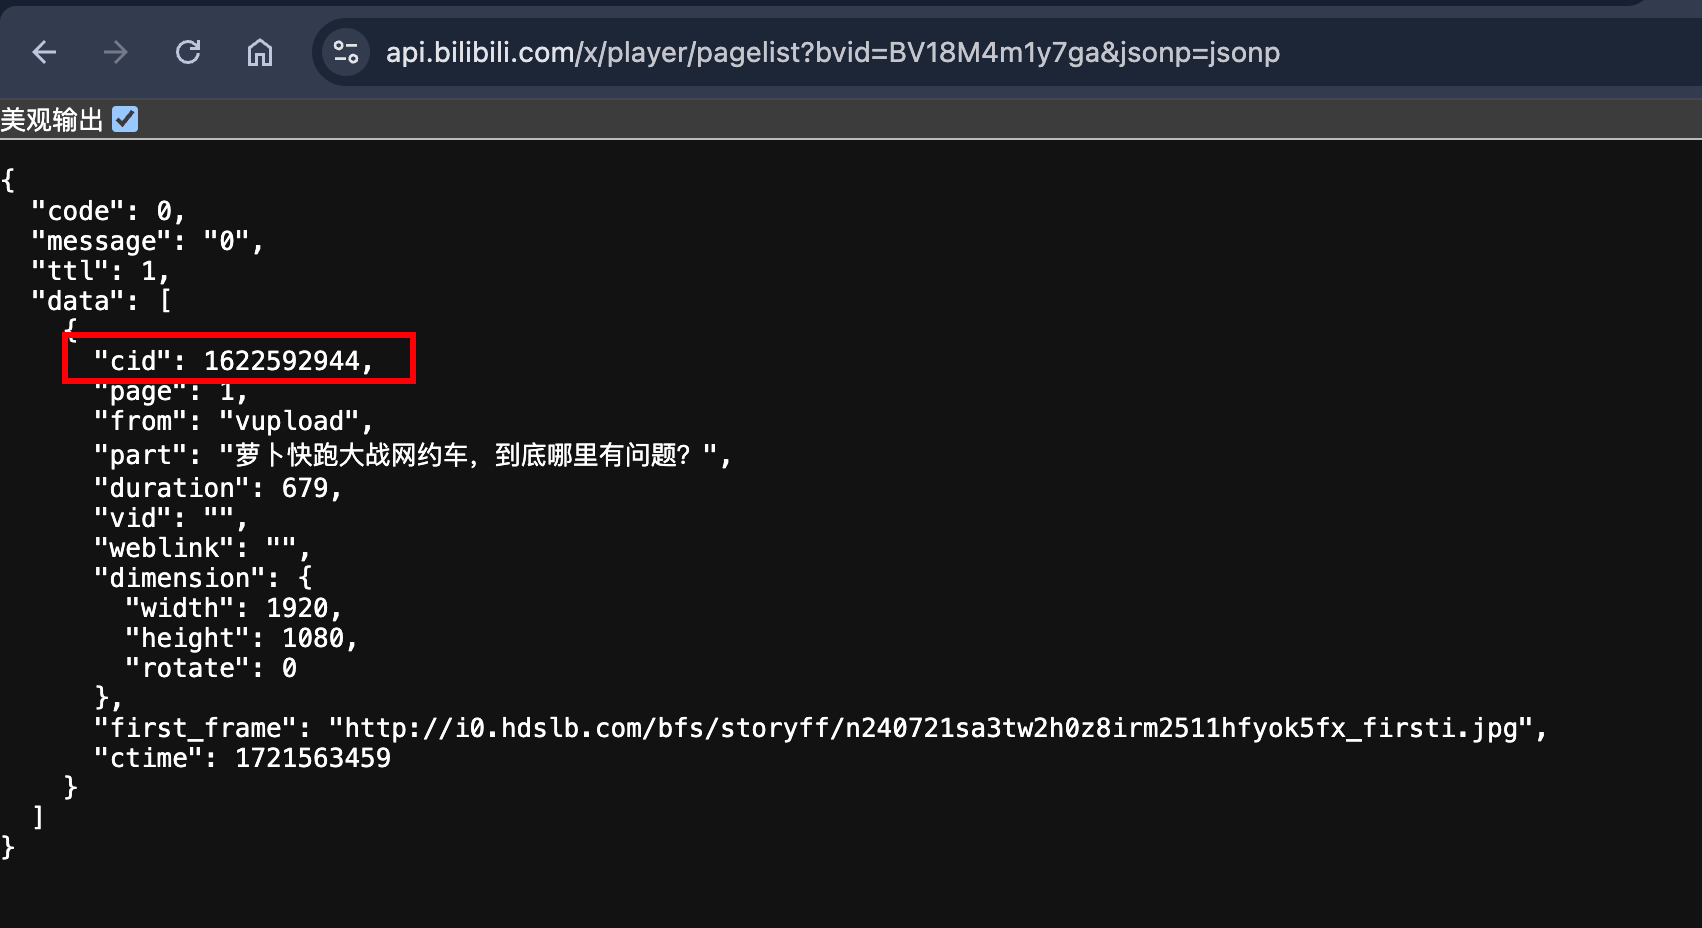 api.bilibili.com/x/player/pagelist?bvid=BV18M4m1y7ga&jsonp=jsonp
美观输出
{
"code": 0,
"message": "0",
"ttl": 1,
"data": [
{
"cid": 1622592944,
"page": 1,
"from": "vupload",
"part": "萝卜快跑大战网约车，到底哪里有问题？",
"duration": 679,
"vid": "",
"weblink": "",
"dimension": {
"width": 1920,
"height": 1080,
"rotate": 0
},
"first_frame": "http://i0.hdslb.com/bfs/storyff/n240721sa3tw2h0z8irm2511hfyok5fx_firsti.jpg",
"ctime": 1721563459
}
]
}